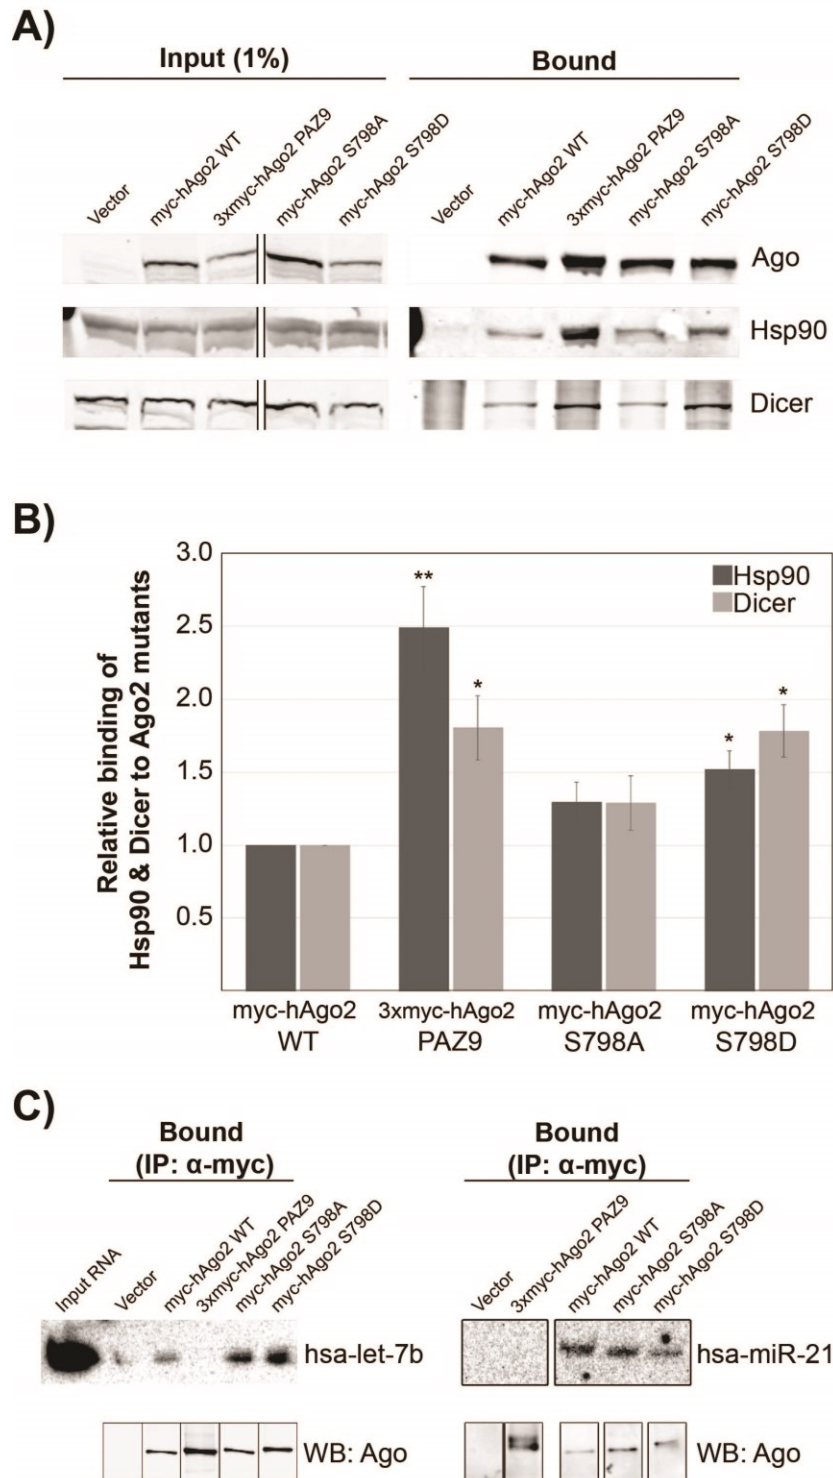 A)
Input (1%)
Bound
Vector
myc-hAgo2 WT
3xmyc-hAgo2 PAZ9
myc-hAgo2 S798A
myc-hAgo2 S798D
Vector
myc-hAgo2 WT
3xmyc-hAgo2 PAZ9
myc-hAgo2 S798A
myc-hAgo2 S798D
Ago
Hsp90
Dicer
B)
Relative binding of
Hsp90 & Dicer to Ago2 mutants
3.0
2.5
2.0
1.5
1.0
0.5
**
*
*
*
Hsp90
Dicer
myc-hAgo2
WT
3xmyc-hAgo2
PAZ9
myc-hAgo2
S798A
myc-hAgo2
S798D
C)
Bound
(IP: α-myc)
Input RNA
Vector
myc-hAgo2 WT
3xmyc-hAgo2 PAZ9
myc-hAgo2 S798A
myc-hAgo2 S798D
hsa-let-7b
WB: Ago
Bound
(IP: α-myc)
Vector
3xmyc-hAgo2 PAZ9
myc-hAgo2 WT
myc-hAgo2 S798A
myc-hAgo2 S798D
hsa-miR-21
WB: Ago